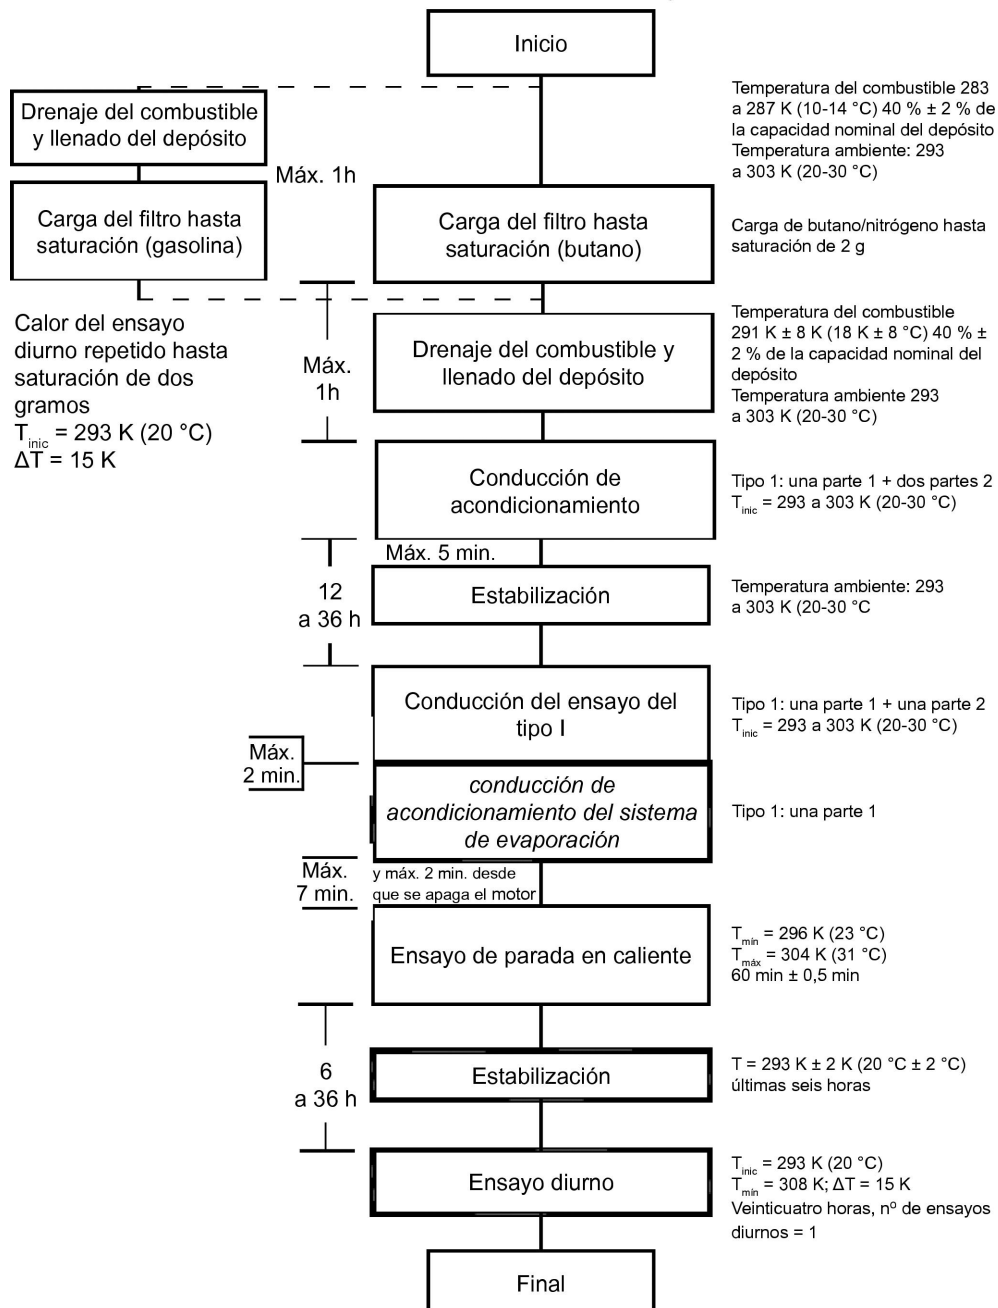 Inicio
Drenaje del combustible
y llenado del depósito
Máx. 1h
Carga del filtro hasta
saturación (gasolina)
Temperatura del combustible 283
a 287 K (10-14 °C) 40 % ± 2 % de
la capacidad nominal del depósito
Temperatura ambiente: 293
a 303 K (20-30 °C)
Carga del filtro hasta
saturación (butano)
Carga de butano/nitrógeno hasta
saturación de 2 g
Calor del ensayo
diurno repetido hasta
saturación de dos
gramos
T_inic = 293 K (20 °C)
ΔT = 15 K
Máx.
1h
Drenaje del combustible y
llenado del depósito
Temperatura del combustible
291 K ± 8 K (18 K ± 8 °C) 40 % ±
2 % de la capacidad nominal del
depósito
Temperatura ambiente 293
a 303 K (20-30 °C)
Conducción de
acondicionamiento
Tipo 1: una parte 1 + dos partes 2
T_inic = 293 a 303 K (20-30 °C)
Máx. 5 min.
12
a 36 h
Estabilización
Temperatura ambiente: 293
a 303 K (20-30 °C
Conducción del ensayo del
tipo I
Tipo 1: una parte 1 + una parte 2
T_inic = 293 a 303 K (20-30 °C)
Máx.
2 min.
conducción de
acondicionamiento del sistema
de evaporación
Tipo 1: una parte 1
Máx.
7 min.
y máx. 2 min. desde
que se apaga el motor
Ensayo de parada en caliente
T_mín = 296 K (23 °C)
T_máx = 304 K (31 °C)
60 min ± 0,5 min
6
a 36 h
Estabilización
T = 293 K ± 2 K (20 °C ± 2 °C)
últimas seis horas
Ensayo diurno
T_inic = 293 K (20 °C)
T_mín = 308 K; ΔT = 15 K
Veinticuatro horas, nº de ensayos
diurnos = 1
Final